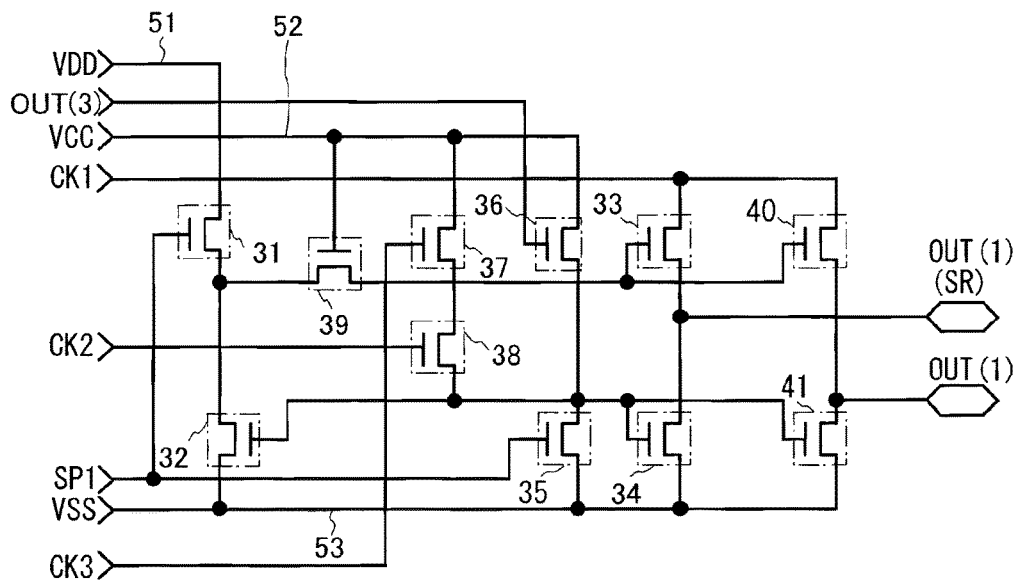 51
52
VDD
OUT(3)
VCC
CK1
36
33
40
31
37
OUT(1)
(SR)
39
CK2
38
OUT(1)
41
32
SP1
35
34
VSS
53
CK3